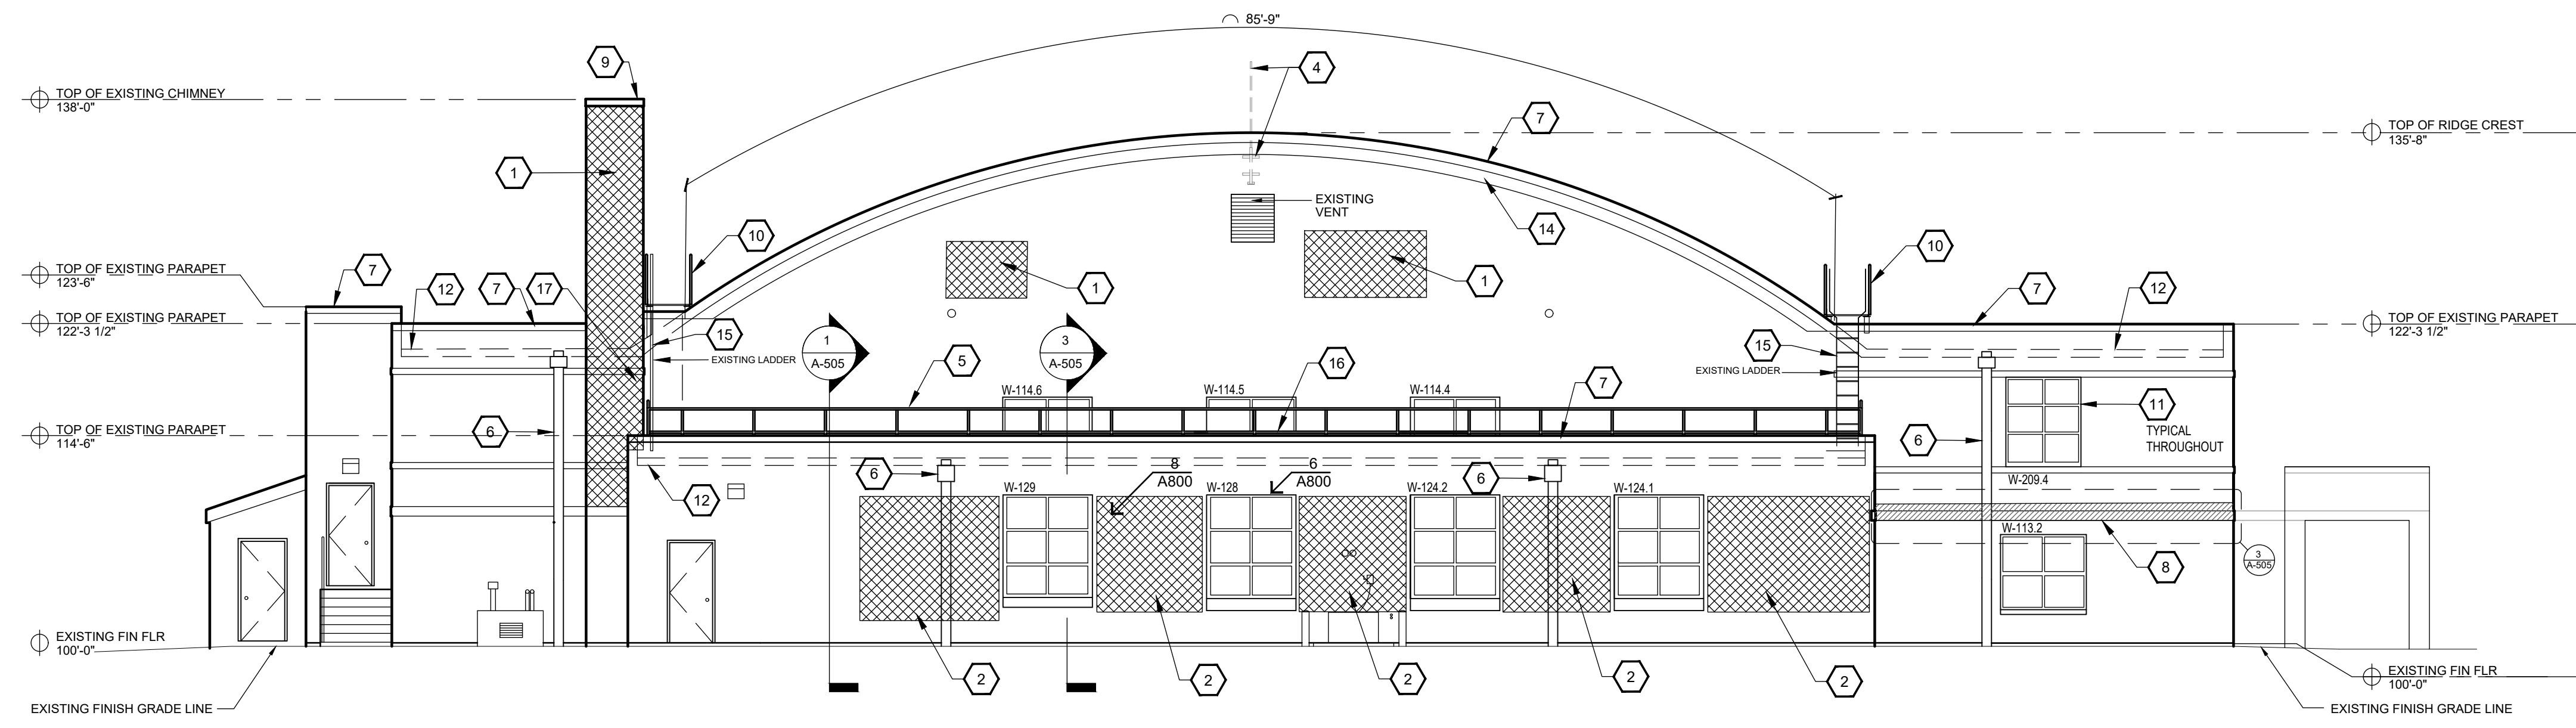 85'-9"
9
4
TOP OF EXISTING CHIMNEY
138'-0"
7
TOP OF RIDGE CREST
135'-8"
1
EXISTING
VENT
14
10
10
TOP OF EXISTING PARAPET
123'-6"
7
12
7
17
1
1
7
12
TOP OF EXISTING PARAPET
122'-3 1/2"
TOP OF EXISTING PARAPET
122'-3 1/2"
15
EXISTING LADDER
1
A-505
3
A-505
5
16
15
EXISTING LADDER
7
W-114.6
W-114.5
W-114.4
11
TYPICAL
THROUGHOUT
TOP OF EXISTING PARAPET
114'-6"
6
6
6
8
A800
6
A800
6
12
W-129
W-128
W-124.2
W-124.1
W-209.4
W-113.2
8
3
A-505
EXISTING FIN FLR
100'-0"
2
2
2
2
2
EXISTING FIN FLR
100'-0"
EXISTING FINISH GRADE LINE
EXISTING FINISH GRADE LINE